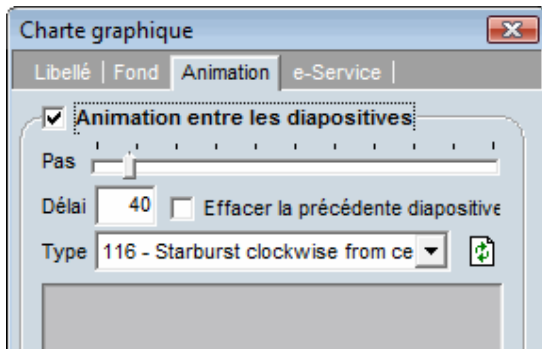 Charte graphique
Libellé | Fond Animation e-Service |
Animation entre les diapositives
Pas
Délai 40 Effacer la précédente diapositive
Type 116 - Starburst clockwise from ce